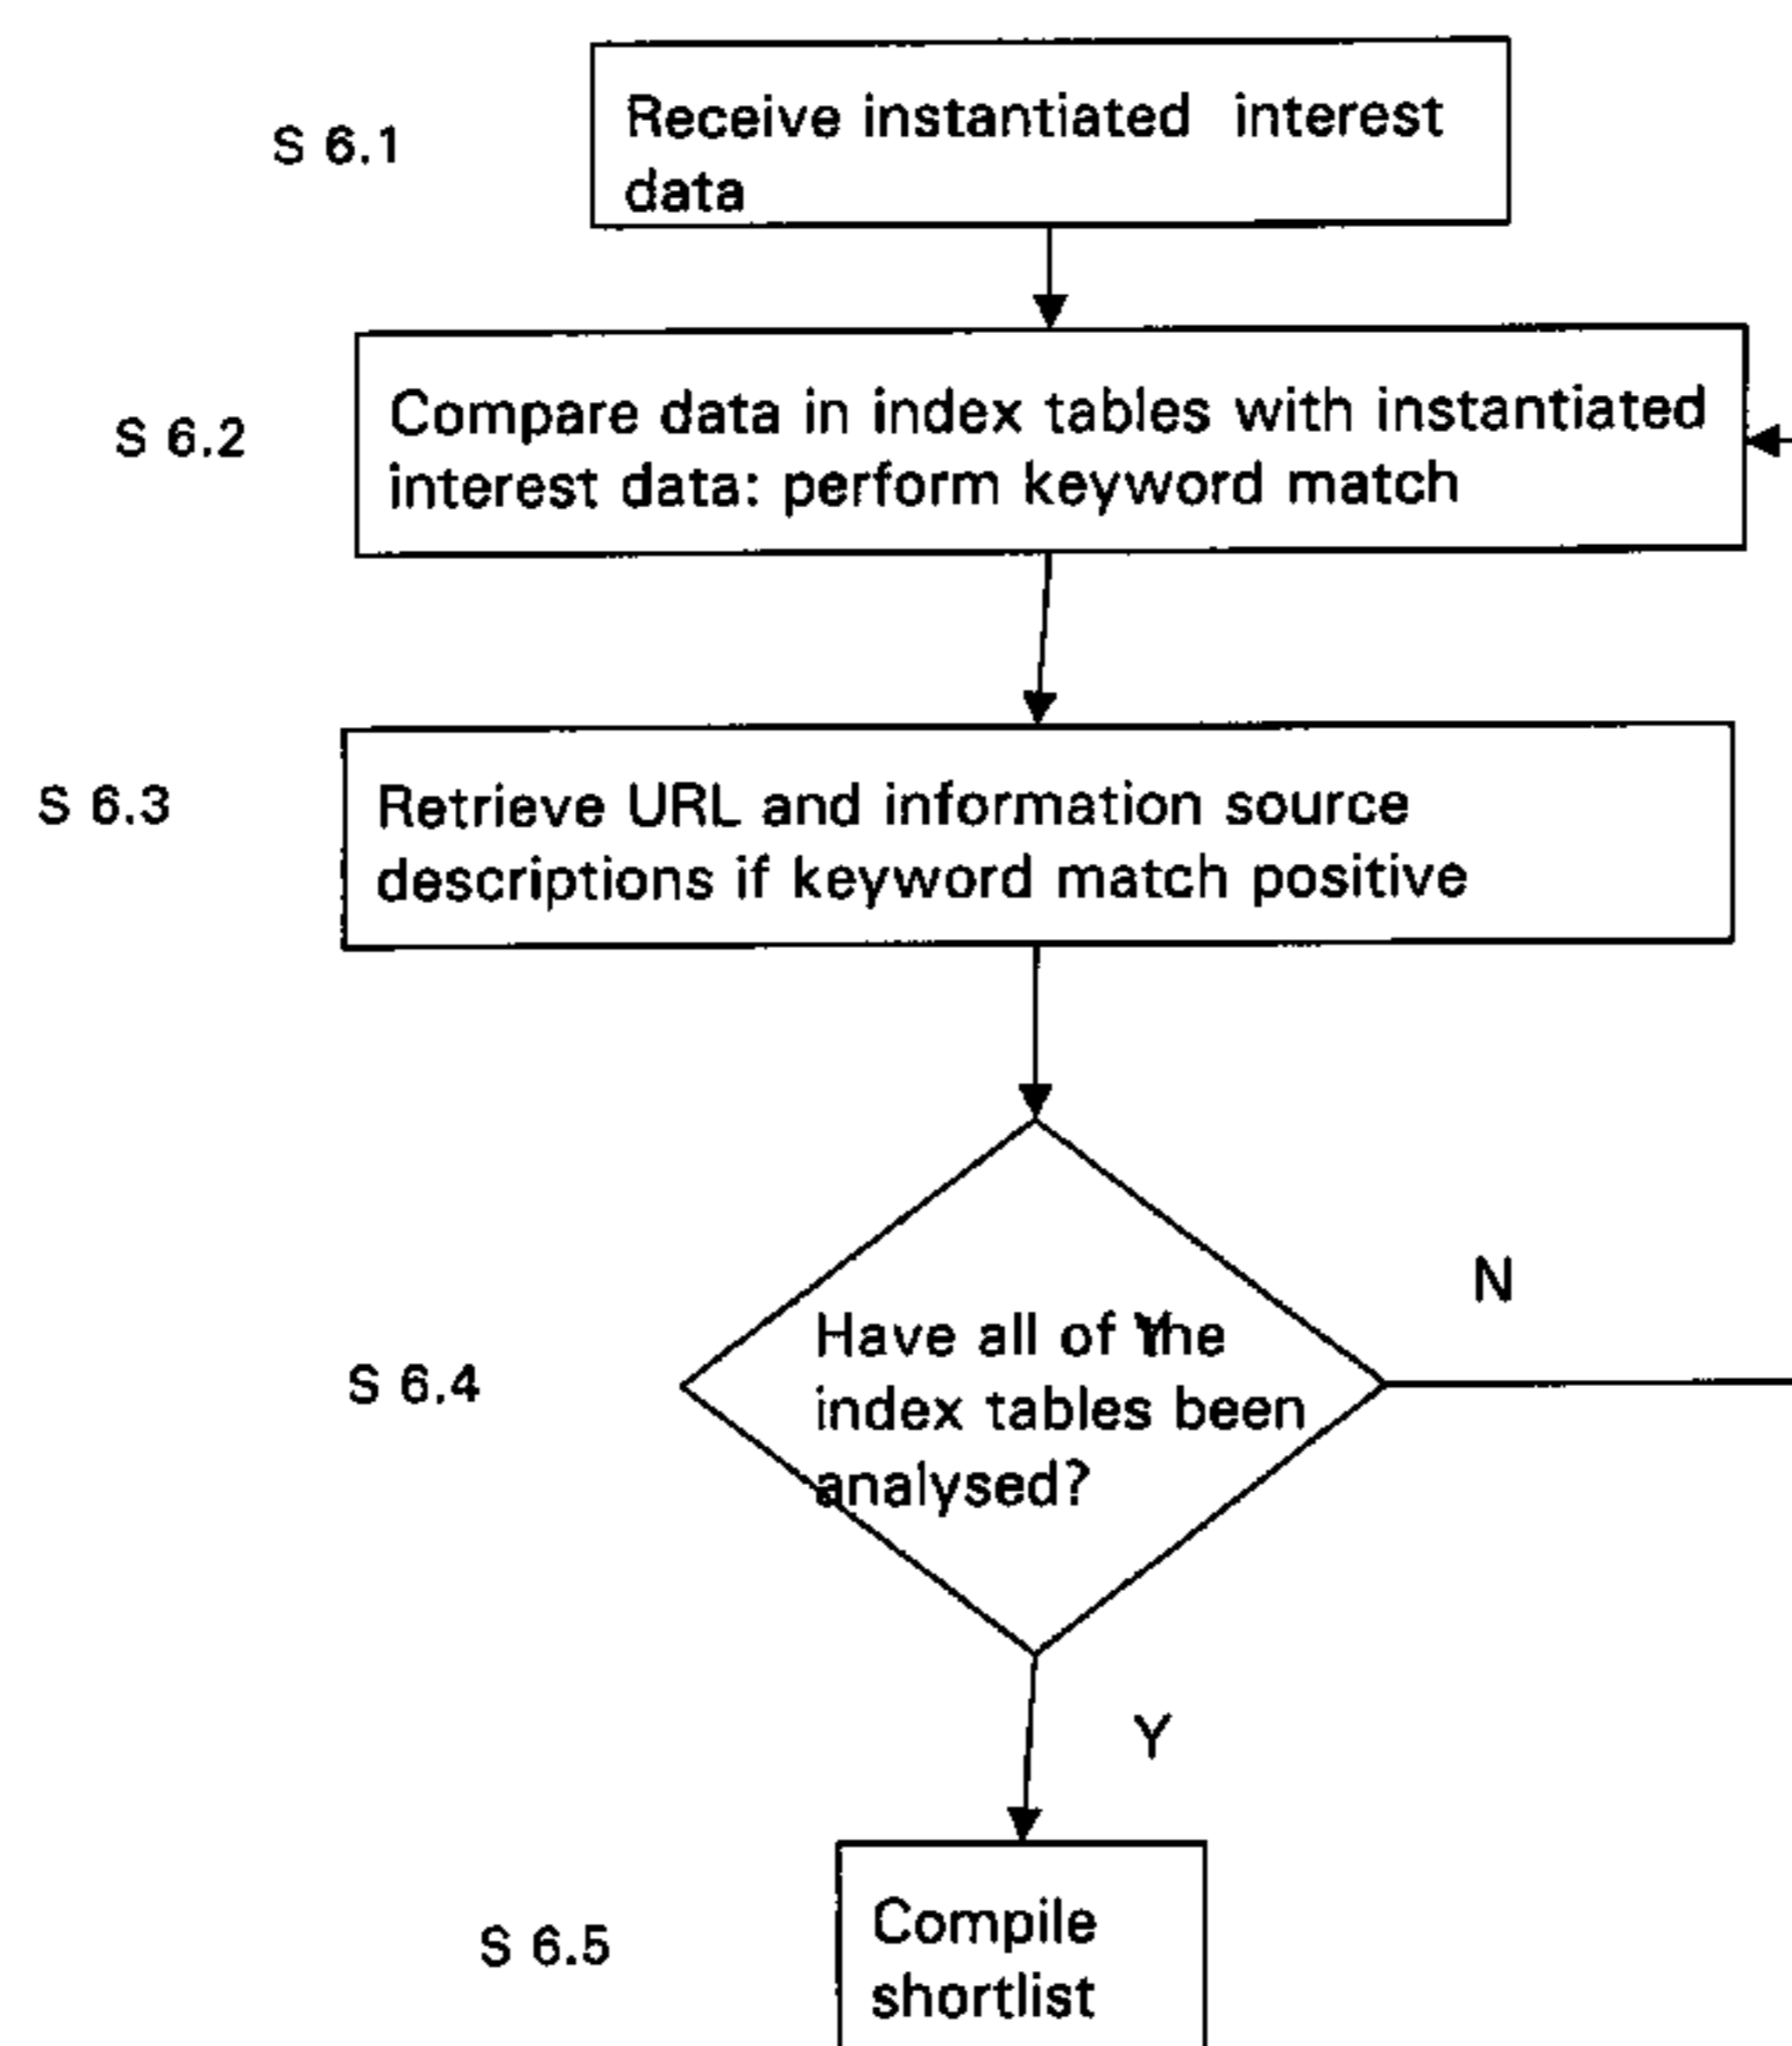 S 6.1
Receive instantiated interest
data
S 6.2
Compare data in index tables with instantiated
interest data: perform keyword match
S 6.3
Retrieve URL and information source
descriptions if keyword match positive
N
S 6.4
Have all of the
Y
index tables been
analysed?
Y
S 6.5
Compile
shortlist